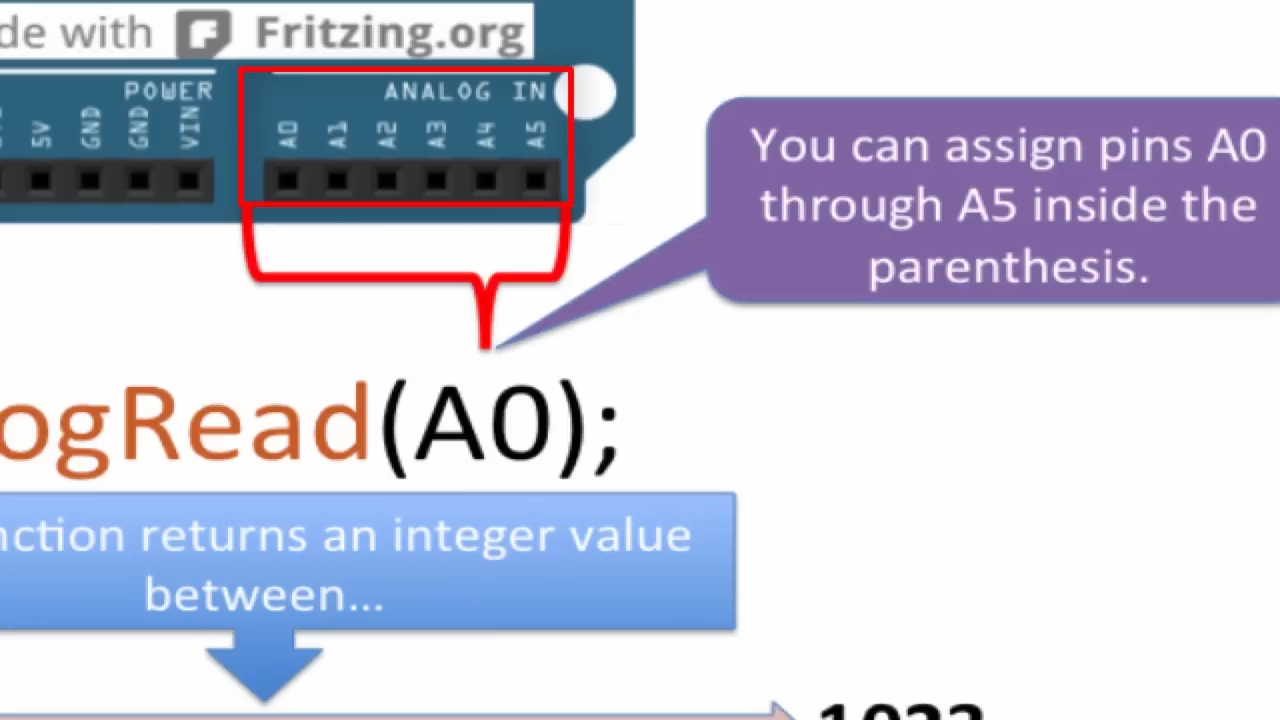 de with Fritzing.org
POWER
ANALOG IN
5V
GND
GND
VIN
A0
A1
A2
A3
A4
A5
You can assign pins A0
through A5 inside the
parenthesis.
ogRead(A0);
nction returns an integer value
between...
1023